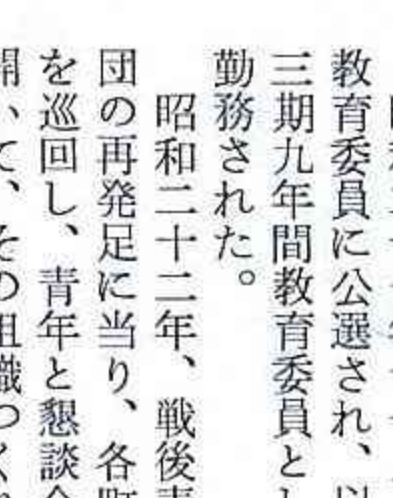 教育委員に公選され、
三期九年間教育委員とし
勤務された。
昭和二十二年、戦後
団の再発足に当り、各町
を巡回し、青年と懇談会
開いて、その組織づく